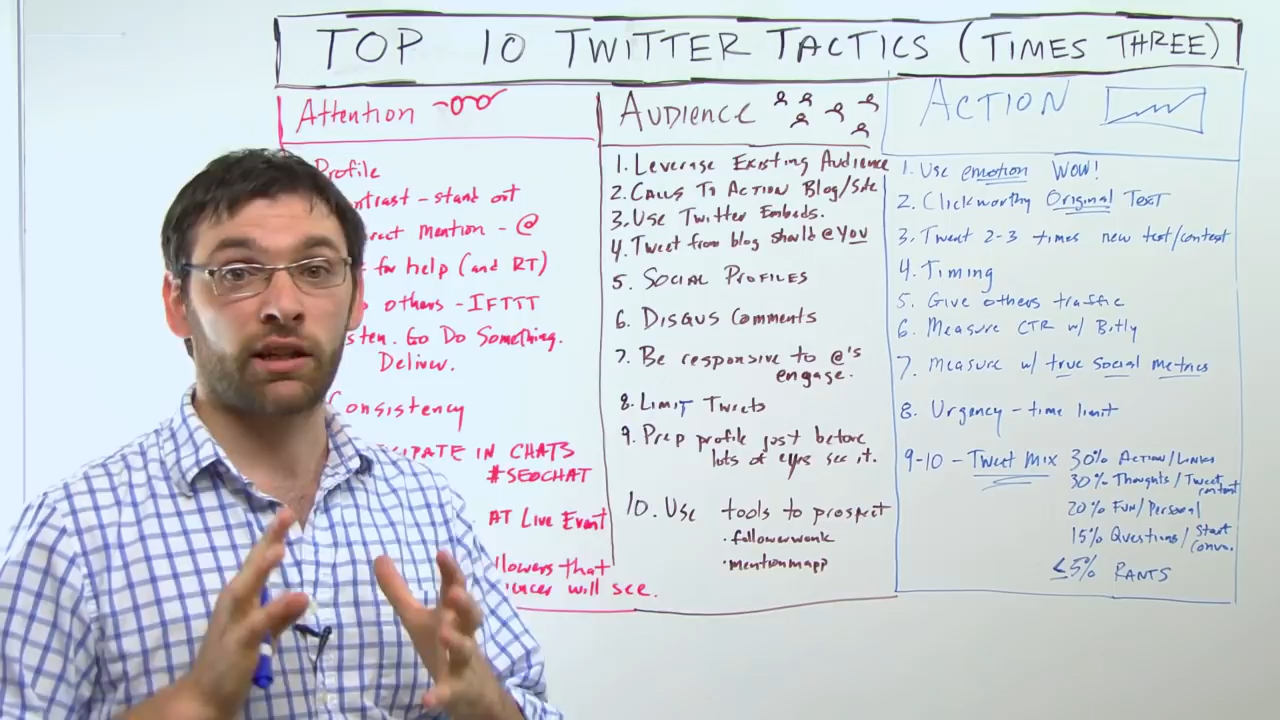 TOP 10 TWITTER TACTICS (TIMES THREE)
Attention
Profile
- stand out
mention - @
for help (and RT)
others - IFTTT
Go Do Something.
Deliver.
Consistency
IN CHATS
#SEOCHAT
AT Live Event
that
will see.
AUDIENCE
1. Leverage Existing Audience
2. CALLS TO ACTION Blog/Site
3. Use Twitter Embeds.
4. Tweet from blog should @You
5. SOCIAL PROFILES
6. DISQUS Comments
7. Be responsive to @'s
engage.
8. LIMIT Tweets
9. Prep profile just before
lots of eyes see it.
10. Use tools to prospect
· followerwonk
· mentionmapp
ACTION
1. Use emotion WOW!
2. Clickworthy Original Text
3. Tweet 2-3 times new text/context
4. Timing
5. Give others traffic
6. Measure CTR w/ Bitly
7. Measure w/ true social metrics
8. Urgency - time limit
9-10 - Tweet Mix 30% Action/Links
30% Thoughts/Tweet
content
20% Fun/Personal
15% Questions/Start
Convo.
≤5% RANTS